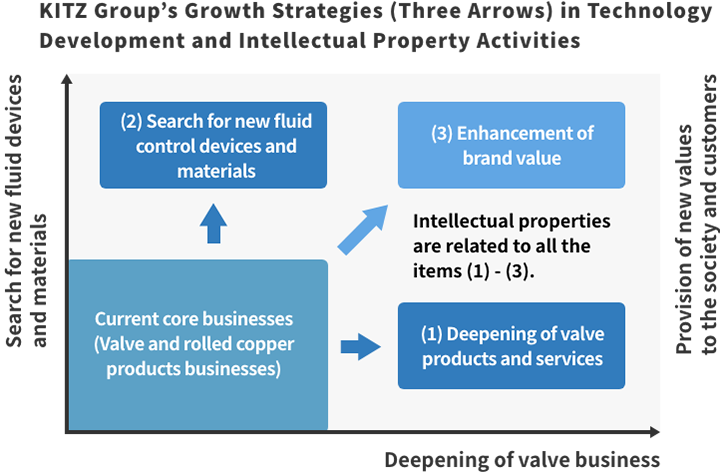 KITZ Group’s Growth Strategies (Three Arrows) in Technology
Development and Intellectual Property Activities
Search for new fluid devices
and materials
(2) Search for new fluid
control devices and
materials
(3) Enhancement of
brand value
Intellectual properties
are related to all the
items (1) - (3).
Current core businesses
(Valve and rolled copper
products businesses)
(1) Deepening of valve
products and services
Provision of new values
to the society and customers
Deepening of valve business